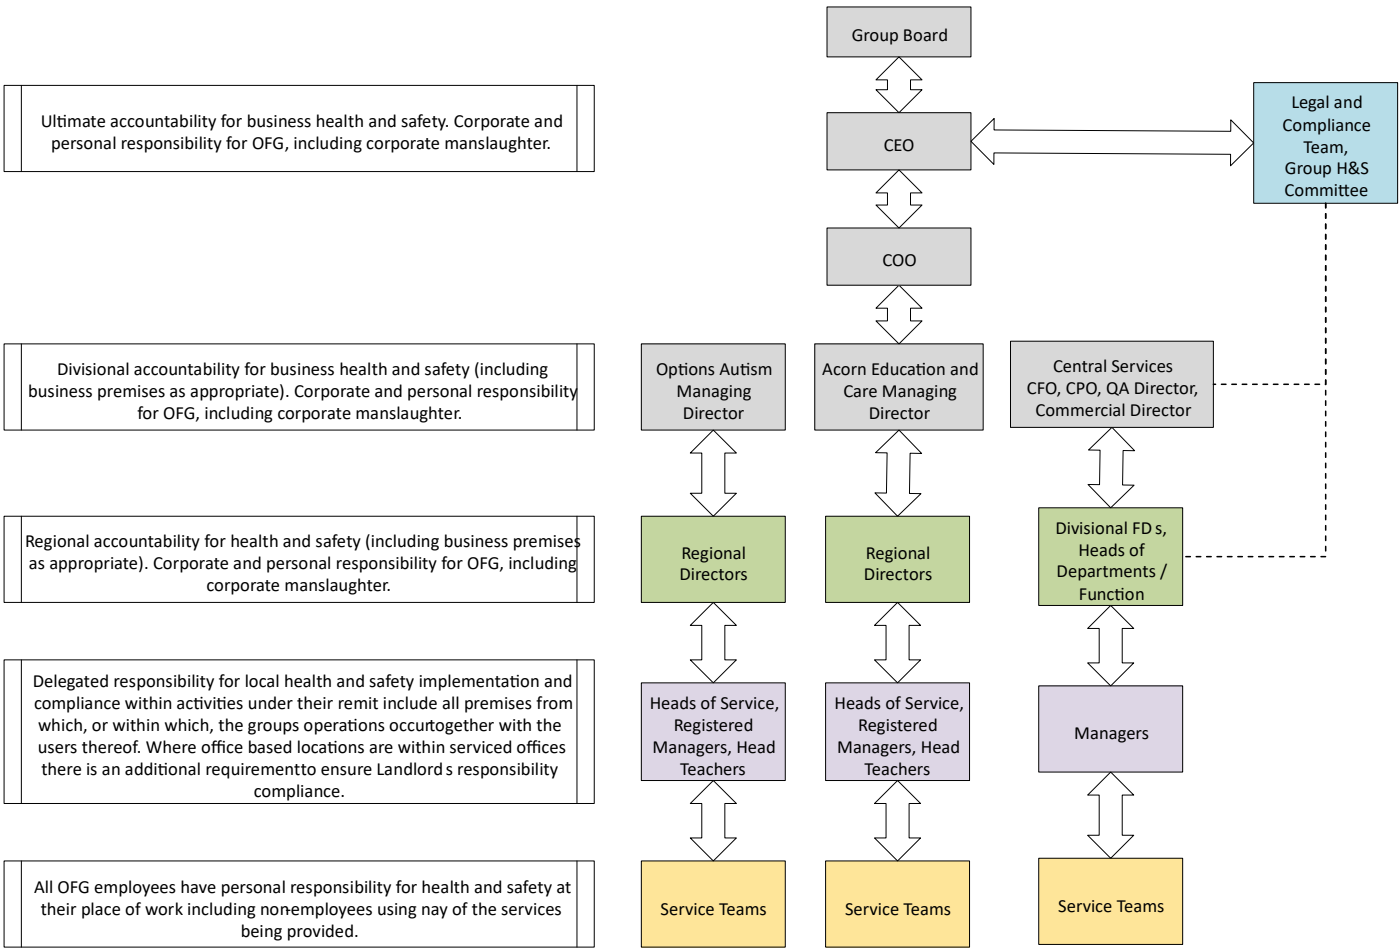 Group Board
Ultimate accountability for business health and safety. Corporate and
personal responsibility for OFG, including corporate manslaughter.
CEO
Legal and
Compliance
Team,
Group H&S
Committee
COO
Divisional accountability for business health and safety (including
business premises as appropriate). Corporate and personal responsibility
for OFG, including corporate manslaughter.
Options Autism
Managing
Director
Acorn Education and
Care Managing
Director
Central Services
CFO, CPO, QA Director,
Commercial Director
Regional accountability for health and safety (including business premises
as appropriate). Corporate and personal responsibility for OFG, including
corporate manslaughter.
Regional
Directors
Regional
Directors
Divisional FD s,
Heads of
Departments /
Function
Delegated responsibility for local health and safety implementation and
compliance within activities under their remit include all premises from
which, or within which, the groups operations occurtogether with the
users thereof. Where office based locations are within serviced offices
there is an additional requirementto ensure Landlord s responsibility
compliance.
Heads of Service,
Registered
Managers, Head
Teachers
Heads of Service,
Registered
Managers, Head
Teachers
Managers
All OFG employees have personal responsibility for health and safety at
their place of work including non-employees using nay of the services
being provided.
Service Teams
Service Teams
Service Teams